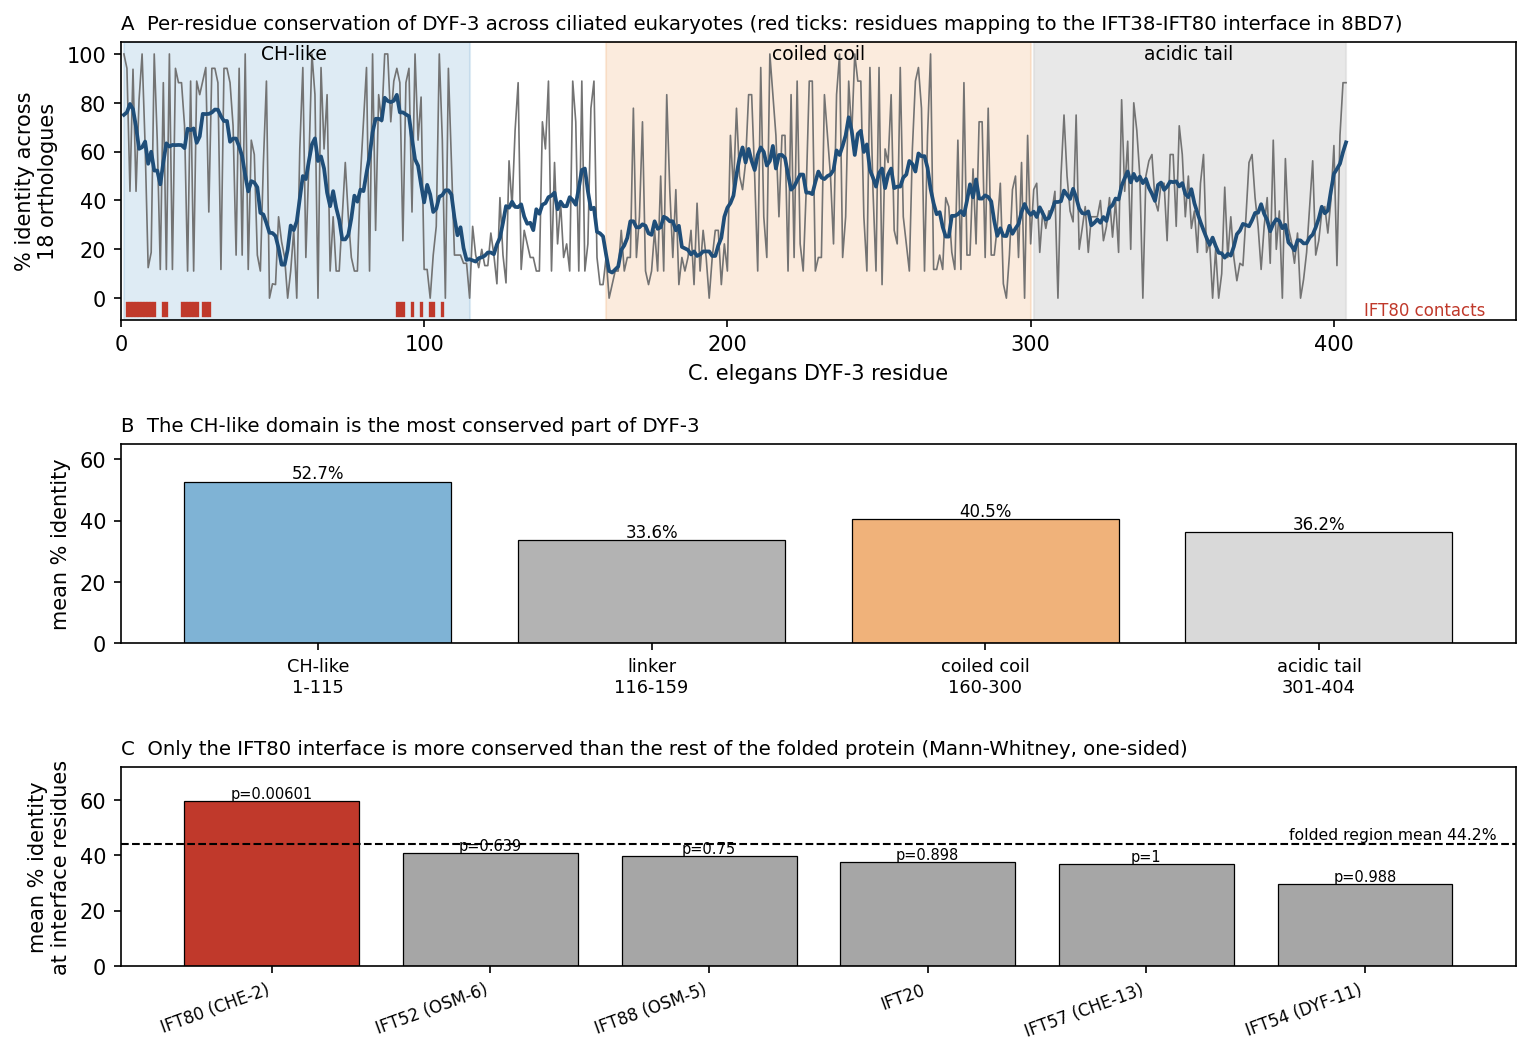 A  Per-residue conservation of DYF-3 across ciliated eukaryotes (red ticks: residues mapping to the IFT38-IFT80 interface in 8BD7)
CH-like
coiled coil
acidic tail
% identity across
18 orthologues
100
80
60
40
20
0
IFT80 contacts
0
100
200
300
400
C. elegans DYF-3 residue
B  The CH-like domain is the most conserved part of DYF-3
mean % identity
60
40
20
0
52.7%
33.6%
40.5%
36.2%
CH-like
1-115
linker
116-159
coiled coil
160-300
acidic tail
301-404
C  Only the IFT80 interface is more conserved than the rest of the folded protein (Mann-Whitney, one-sided)
mean % identity
at interface residues
60
40
20
0
p=0.00601
p=0.639
p=0.75
p=0.898
p=1
p=0.988
folded region mean 44.2%
IFT80 (CHE-2)
IFT52 (OSM-6)
IFT88 (OSM-5)
IFT20
IFT57 (CHE-13)
IFT54 (DYF-11)